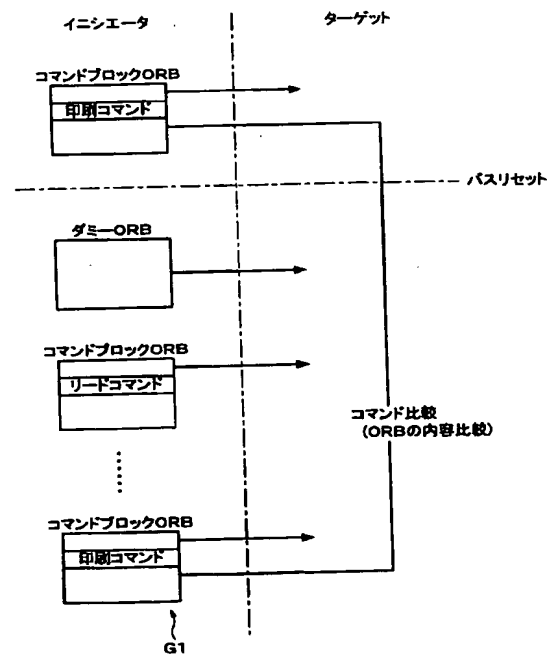 イニシエータ
ターゲット
コマンドブロックORB
印刷コマンド
バスリセット
ダミーORB
コマンドブロックORB
リードコマンド
コマンド比較
(ORBの内容比較)
コマンドブロックORB
印刷コマンド
G1